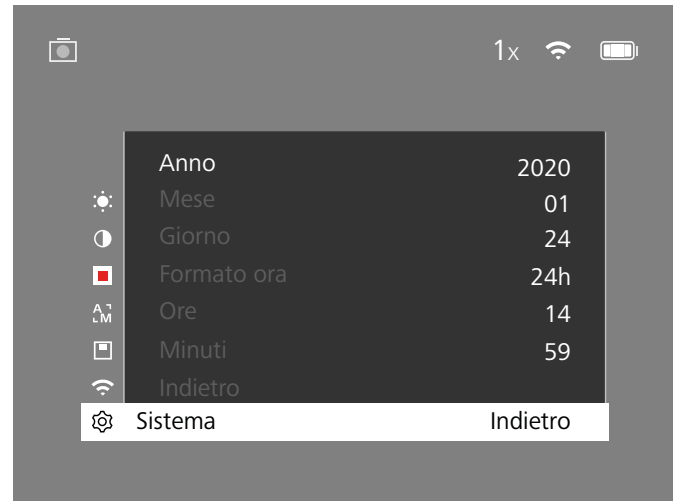 1x
Anno 2020
Mese 01
Giorno 24
Formato ora 24h
Ore 14
Minuti 59
Indietro
Sistema Indietro